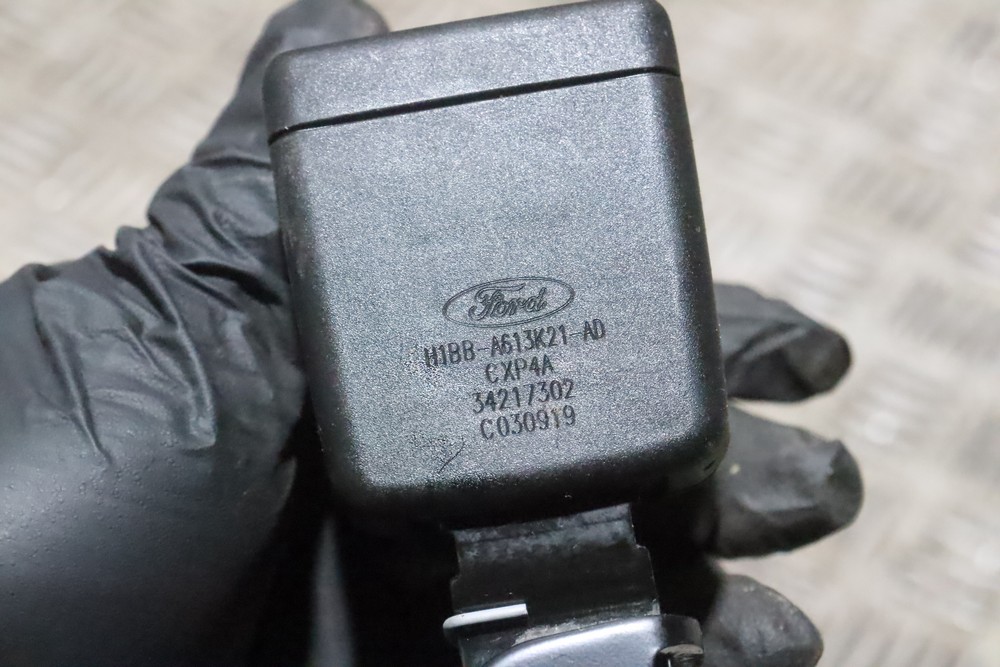 Ford
H1BB-A613K21-AD
CXP4A
34217302
C030919